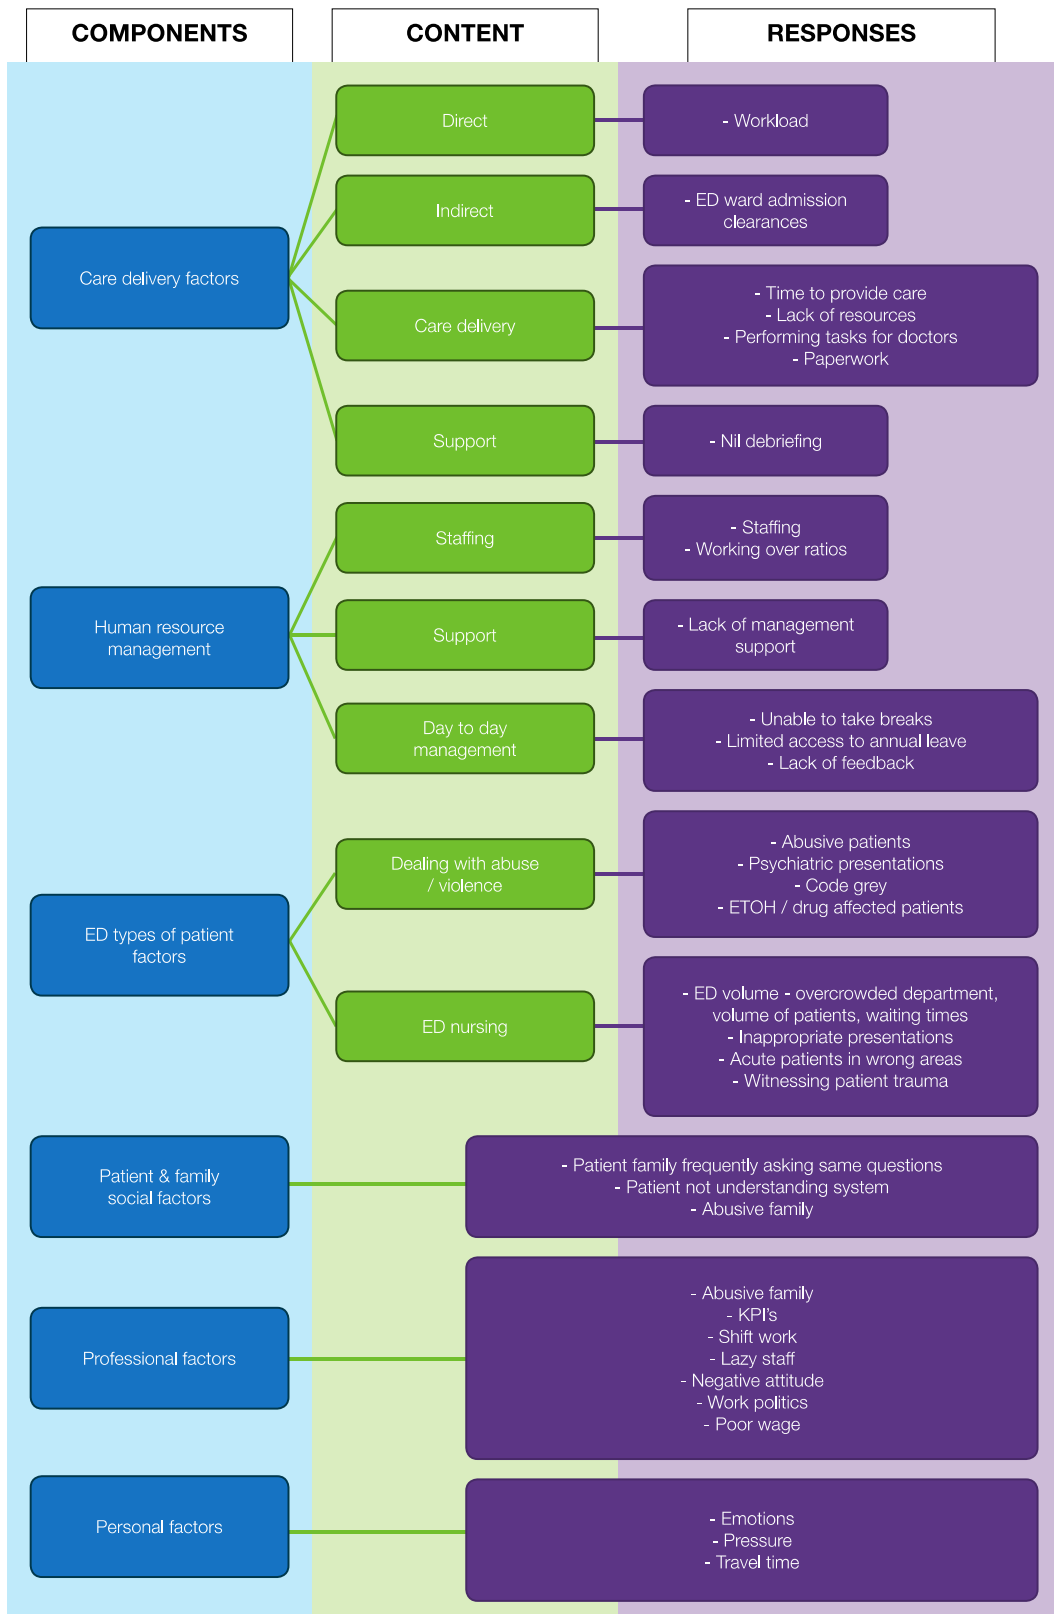 COMPONENTS
CONTENT
RESPONSES
Care delivery factors
Direct
- Workload
Indirect
- ED ward admission
clearances
Care delivery
- Time to provide care
- Lack of resources
- Performing tasks for doctors
- Paperwork
Support
- Nil debriefing
Human resource
management
Staffing
- Staffing
- Working over ratios
Support
- Lack of management
support
Day to day
management
- Unable to take breaks
- Limited access to annual leave
- Lack of feedback
ED types of patient
factors
Dealing with abuse
/ violence
- Abusive patients
- Psychiatric presentations
- Code grey
- ETOH / drug affected patients
ED nursing
- ED volume - overcrowded department,
volume of patients, waiting times
- Inappropriate presentations
- Acute patients in wrong areas
- Witnessing patient trauma
Patient & family
social factors
- Patient family frequently asking same questions
- Patient not understanding system
- Abusive family
Professional factors
- Abusive family
- KPI's
- Shift work
- Lazy staff
- Negative attitude
- Work politics
- Poor wage
Personal factors
- Emotions
- Pressure
- Travel time